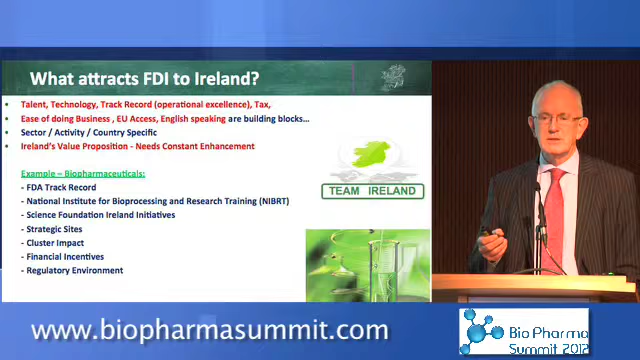 What attracts FDI to Ireland?
• Talent, Technology, Track Record (operational excellence), Tax,
• Ease of doing Business , EU Access, English speaking are building blocks...
• Sector / Activity / Country Specific
• Ireland's Value Proposition - Needs Constant Enhancement
Example – Biopharmaceuticals:
- FDA Track Record
- National Institute for Bioprocessing and Research Training (NIBRT)
- Science Foundation Ireland Initiatives
- Strategic Sites
- Cluster Impact
- Financial Incentives
- Regulatory Environment
TEAM IRELAND
www.biopharmasummit.com
Bio Pharma
Summit 2012